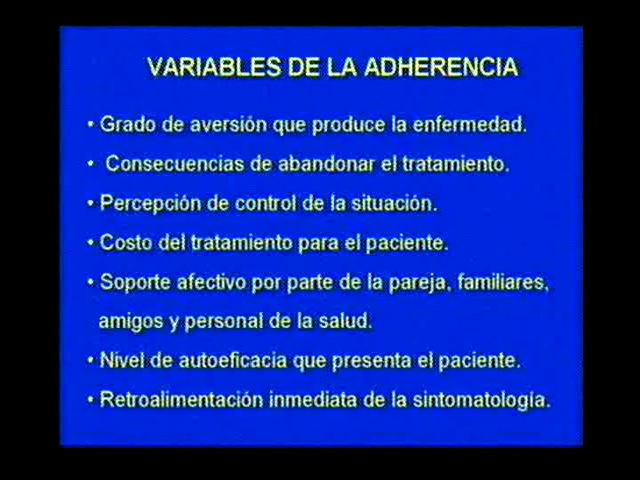 VARIABLES DE LA ADHERENCIA
• Grado de aversión que produce la enfermedad.
• Consecuencias de abandonar el tratamiento.
• Percepción de control de la situación.
• Costo del tratamiento para el paciente.
• Soporte afectivo por parte de la pareja, familiares,
amigos y personal de la salud.
• Nivel de autoeficacia que presenta el paciente.
• Retroalimentación inmediata de la sintomatología.